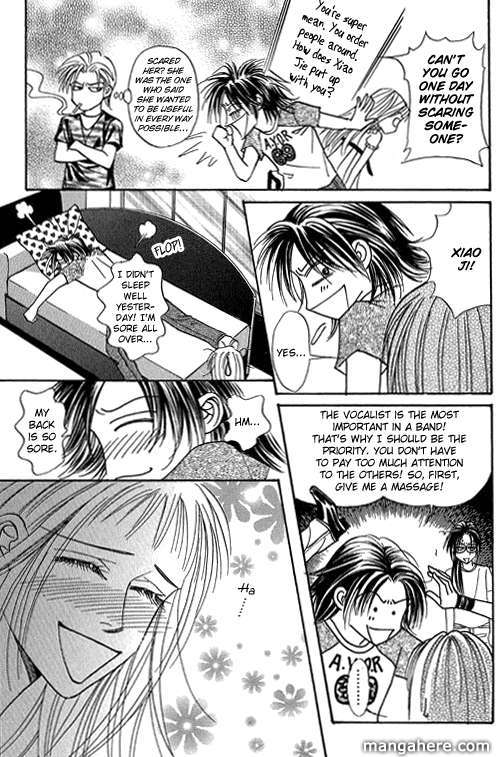 You're super
mean. You order
people around.
How does Xiao
Jie put up
with you?
CAN'T
YOU GO
ONE DAY
WITHOUT
SCARING
SOME-
ONE?
SCARED
HER? SHE
WAS THE ONE
WHO SAID
SHE WANTED
TO BE USEFUL
IN EVERY WAY
POSSIBLE...
A.YOR
XIAO
JI!
YES...
FLOP!
I DIDN'T
SLEEP
WELL
YESTER-
DAY! I'M
SORE ALL
OVER...
THE VOCALIST IS THE MOST
IMPORTANT IN A BAND!
THAT'S WHY I SHOULD BE THE
PRIORITY. YOU DON'T HAVE
TO PAY TOO MUCH ATTENTION
TO THE OTHERS! SO, FIRST,
GIVE ME A MASSAGE!
A.YOR
MY
BACK
IS SO
SORE.
HM...
Ha
mangahere.com